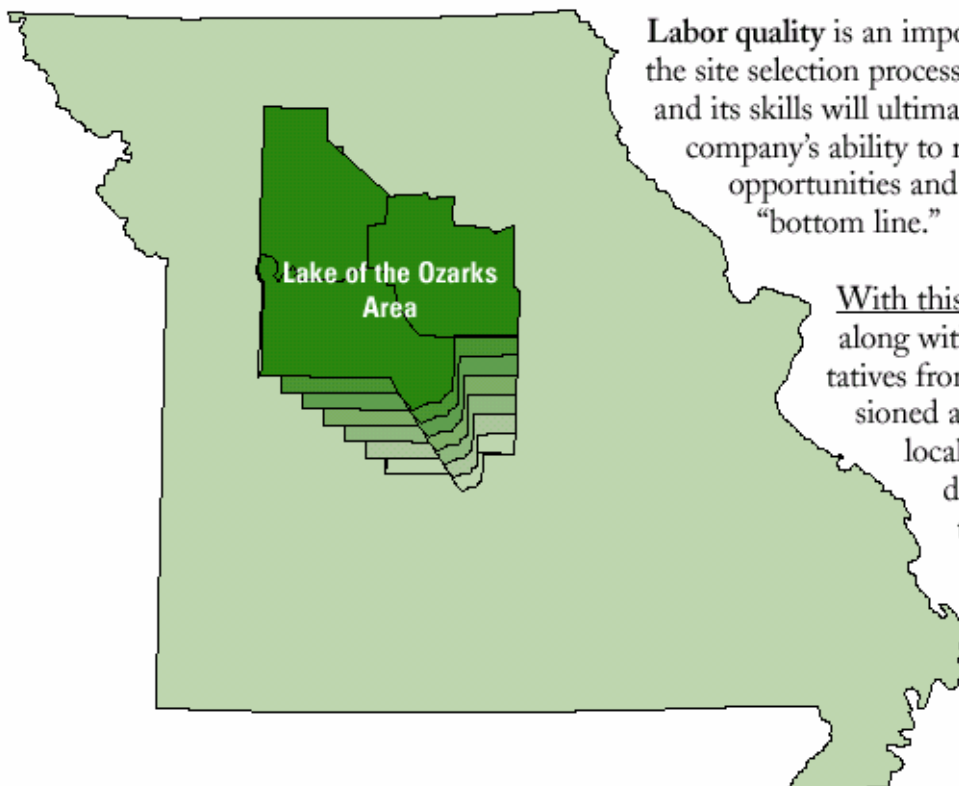 Labor quality is an impo
the site selection process
and its skills will ultima
company’s ability to
opportunities and
“bottom line.”
Lake of the Ozarks
Area
With this
along wit
tatives fron
sioned a
local
d